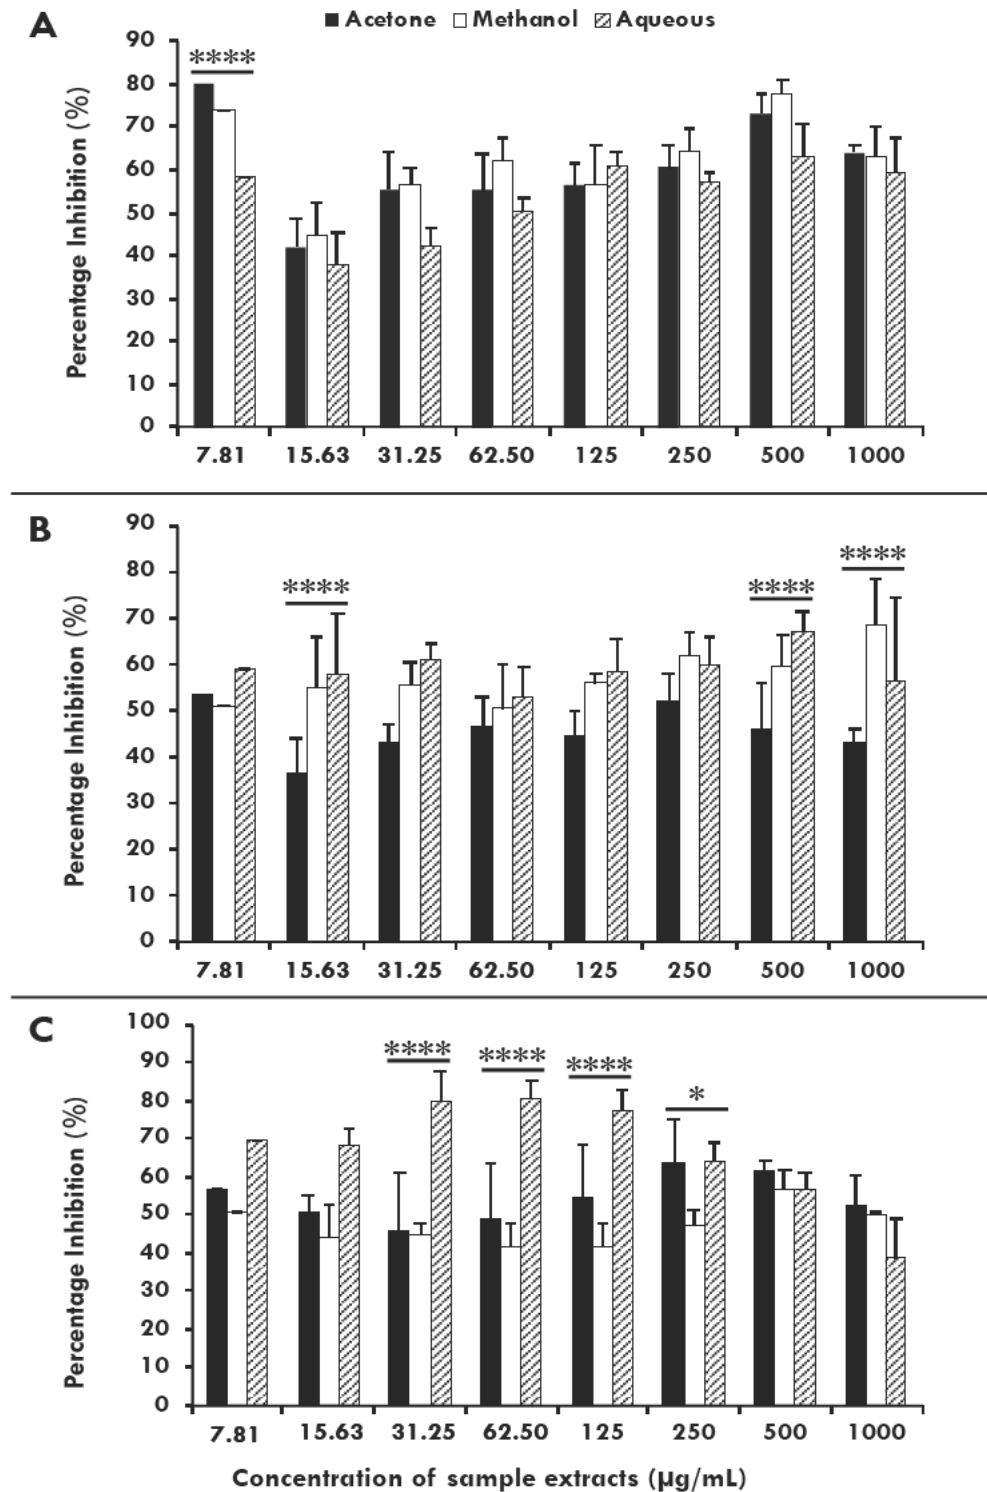 A
Acetone Methanol Aqueous
Percentage Inhibition (%)
90
80
70
60
50
40
30
20
10
0
****
7.81 15.63 31.25 62.50 125 250 500 1000
B
Percentage Inhibition (%)
90
80
70
60
50
40
30
20
10
0
**** **** ****
7.81 15.63 31.25 62.50 125 250 500 1000
C
Percentage Inhibition (%)
100
90
80
70
60
50
40
30
20
10
0
**** **** **** *
7.81 15.63 31.25 62.50 125 250 500 1000
Concentration of sample extracts (µg/mL)